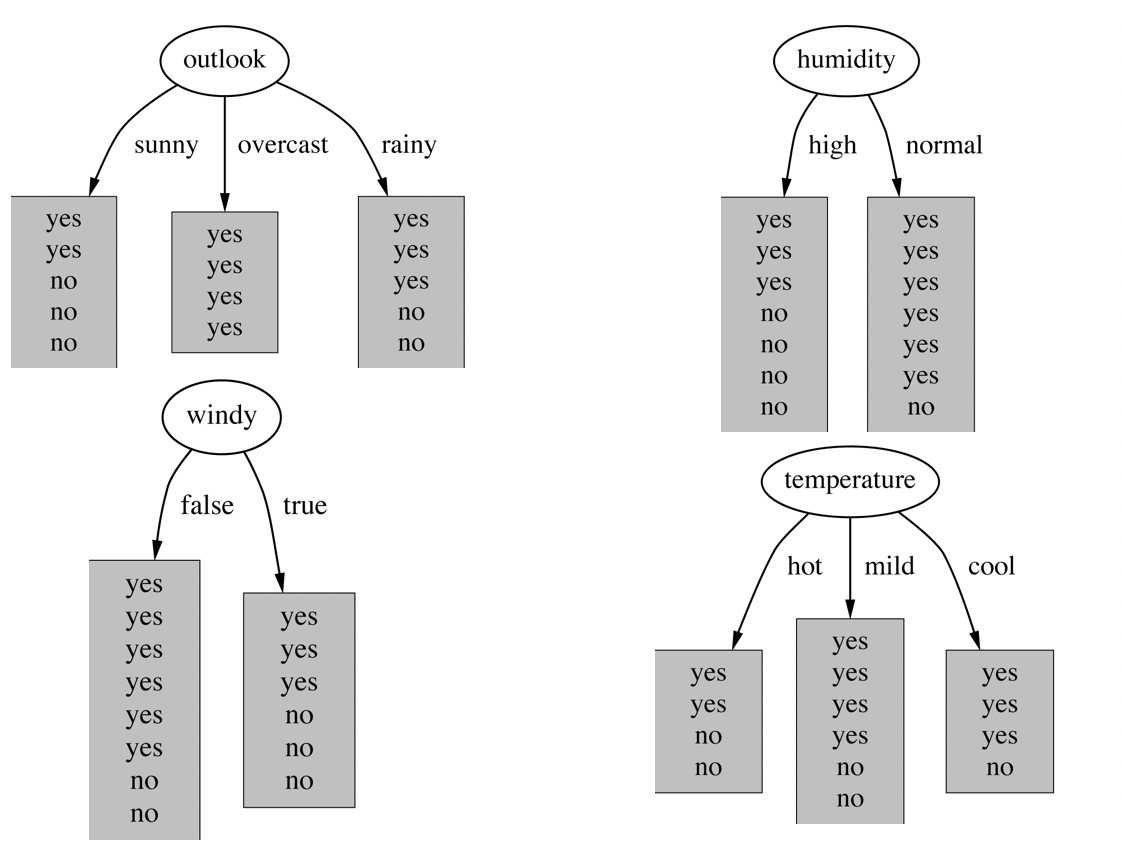 outlook
sunny overcast rainy
yes
yes
no
no
no
yes
yes
yes
yes
yes
yes
yes
no
no
humidity
high normal
yes
yes
yes
no
no
no
no
yes
yes
yes
yes
yes
yes
no
windy
false true
yes
yes
yes
yes
yes
yes
no
no
yes
yes
yes
no
no
no
temperature
hot mild cool
yes
yes
no
no
yes
yes
yes
yes
no
no
yes
yes
yes
no